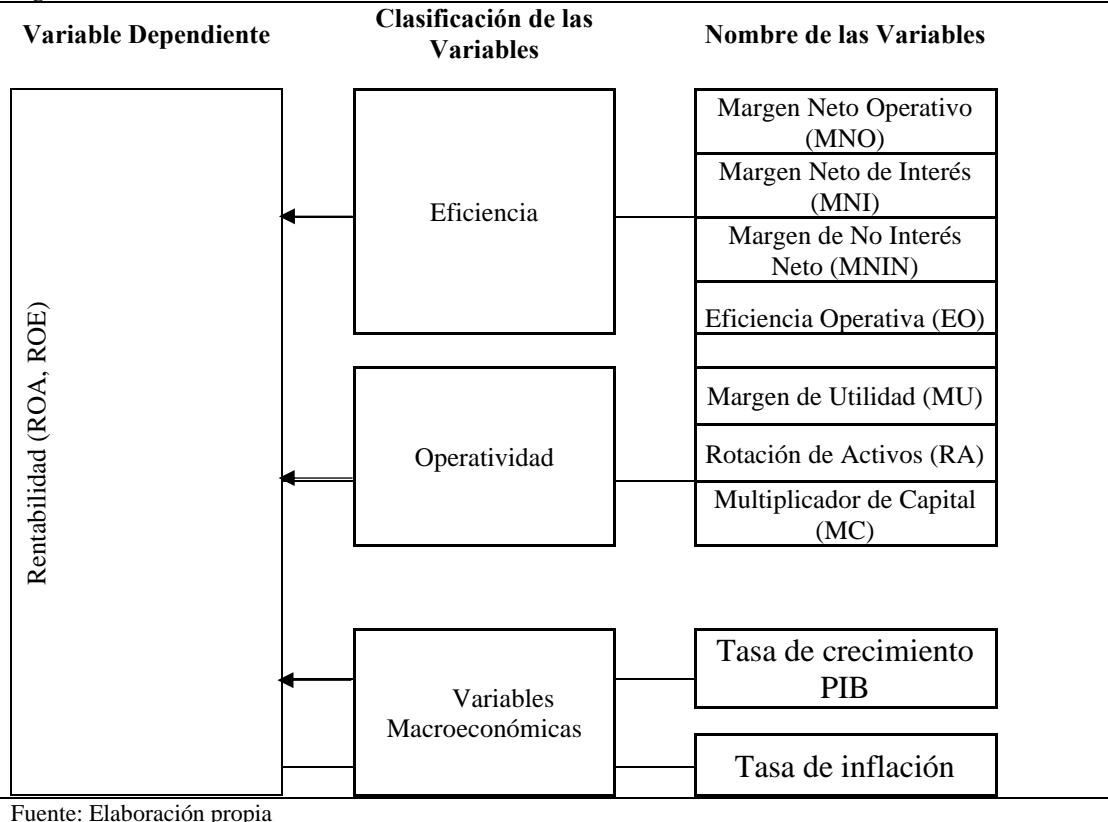 Variable Dependiente
Clasificación de las
Variables
Nombre de las Variables
Rentabilidad (ROA, ROE)
Eficiencia
Margen Neto Operativo
(MNO)
Margen Neto de Interés
(MNI)
Margen de No Interés
Neto (MNIN)
Eficiencia Operativa (EO)
Operatividad
Margen de Utilidad (MU)
Rotación de Activos (RA)
Multiplicador de Capital
(MC)
Variables
Macroeconómicas
Tasa de crecimiento
PIB
Tasa de inflación
Fuente: Elaboración propia